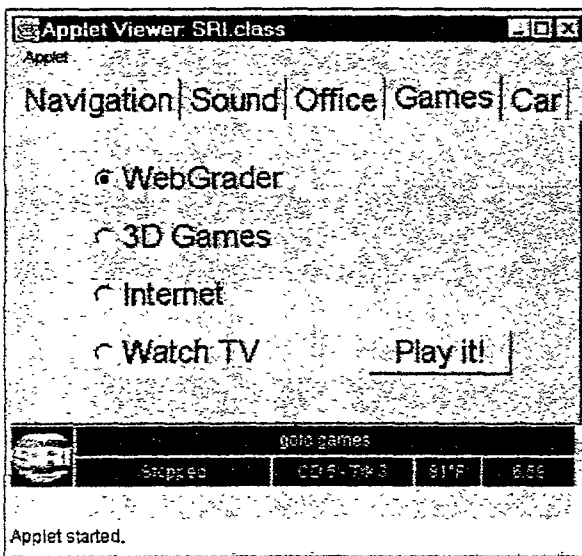 Applet Viewer: SRI.class
Applet
Navigation Sound Office Games Car
WebGrader
3D Games
Internet
Watch TV Play it!
goto games
Stopped
Applet started.